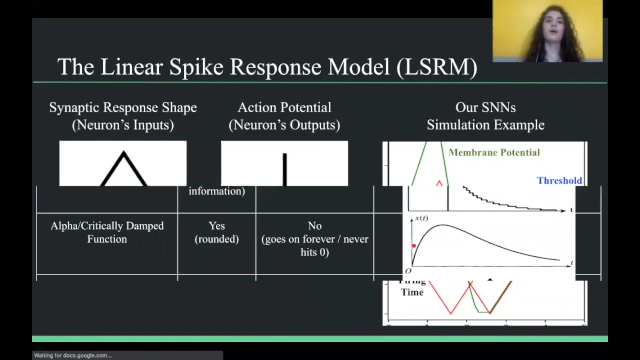 The Linear Spike Response Model (LSRM)
Synaptic Response Shape
(Neuron's Inputs)
Action Potential
(Neuron's Outputs)
Our SNNs
Simulation Example
Membrane Potential
Threshold
information)
t
Alpha/Critically Damped
Function
Yes
(rounded)
No
(goes on forever / never
hits 0)
x(t)
O
t
Firing
Time
Waiting for docs.google.com...